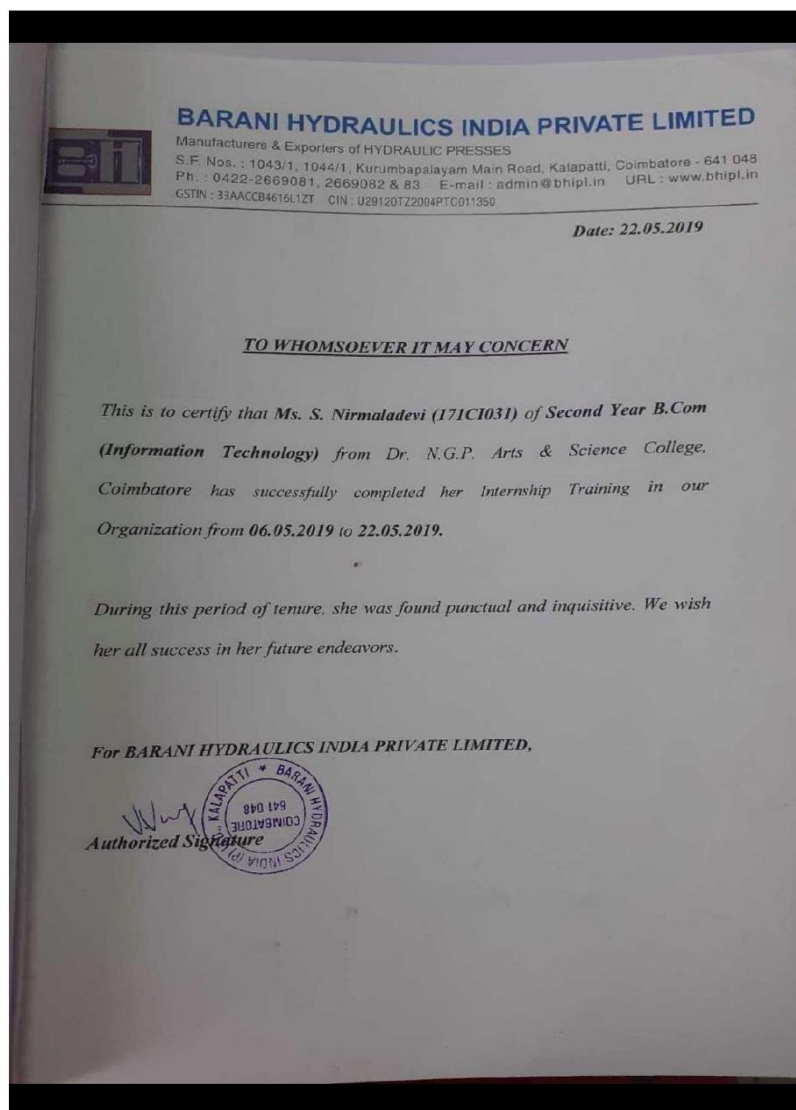 BARANI HYDRAULICS INDIA PRIVATE LIMITED
Manufacturers & Exporters of HYDRAULIC PRESSES
S.F. Nos. : 1043/1, 1044/1, Kurumbapalayam Main Road, Kalapatti, Coimbatore - 641 048
Ph. : 0422-2669081, 2669082 & 83 E-mail : admin@bhipl.in URL : www.bhipl.in
GSTIN : 33AACCB4616L1ZT CIN : U29120TZ2004PTC011350
Date: 22.05.2019
TO WHOMSOEVER IT MAY CONCERN
This is to certify that Ms. S. Nirmaladevi (171CI031) of Second Year B.Com
(Information Technology) from Dr. N.G.P. Arts & Science College,
Coimbatore has successfully completed her Internship Training in our
Organization from 06.05.2019 to 22.05.2019.
During this period of tenure, she was found punctual and inquisitive. We wish
her all success in her future endeavors.
For BARANI HYDRAULICS INDIA PRIVATE LIMITED,
BARANI HYDRAULICS INDIA (P) LTD., KALAPATTI *
COIMBATORE
641 048
Authorized Signature